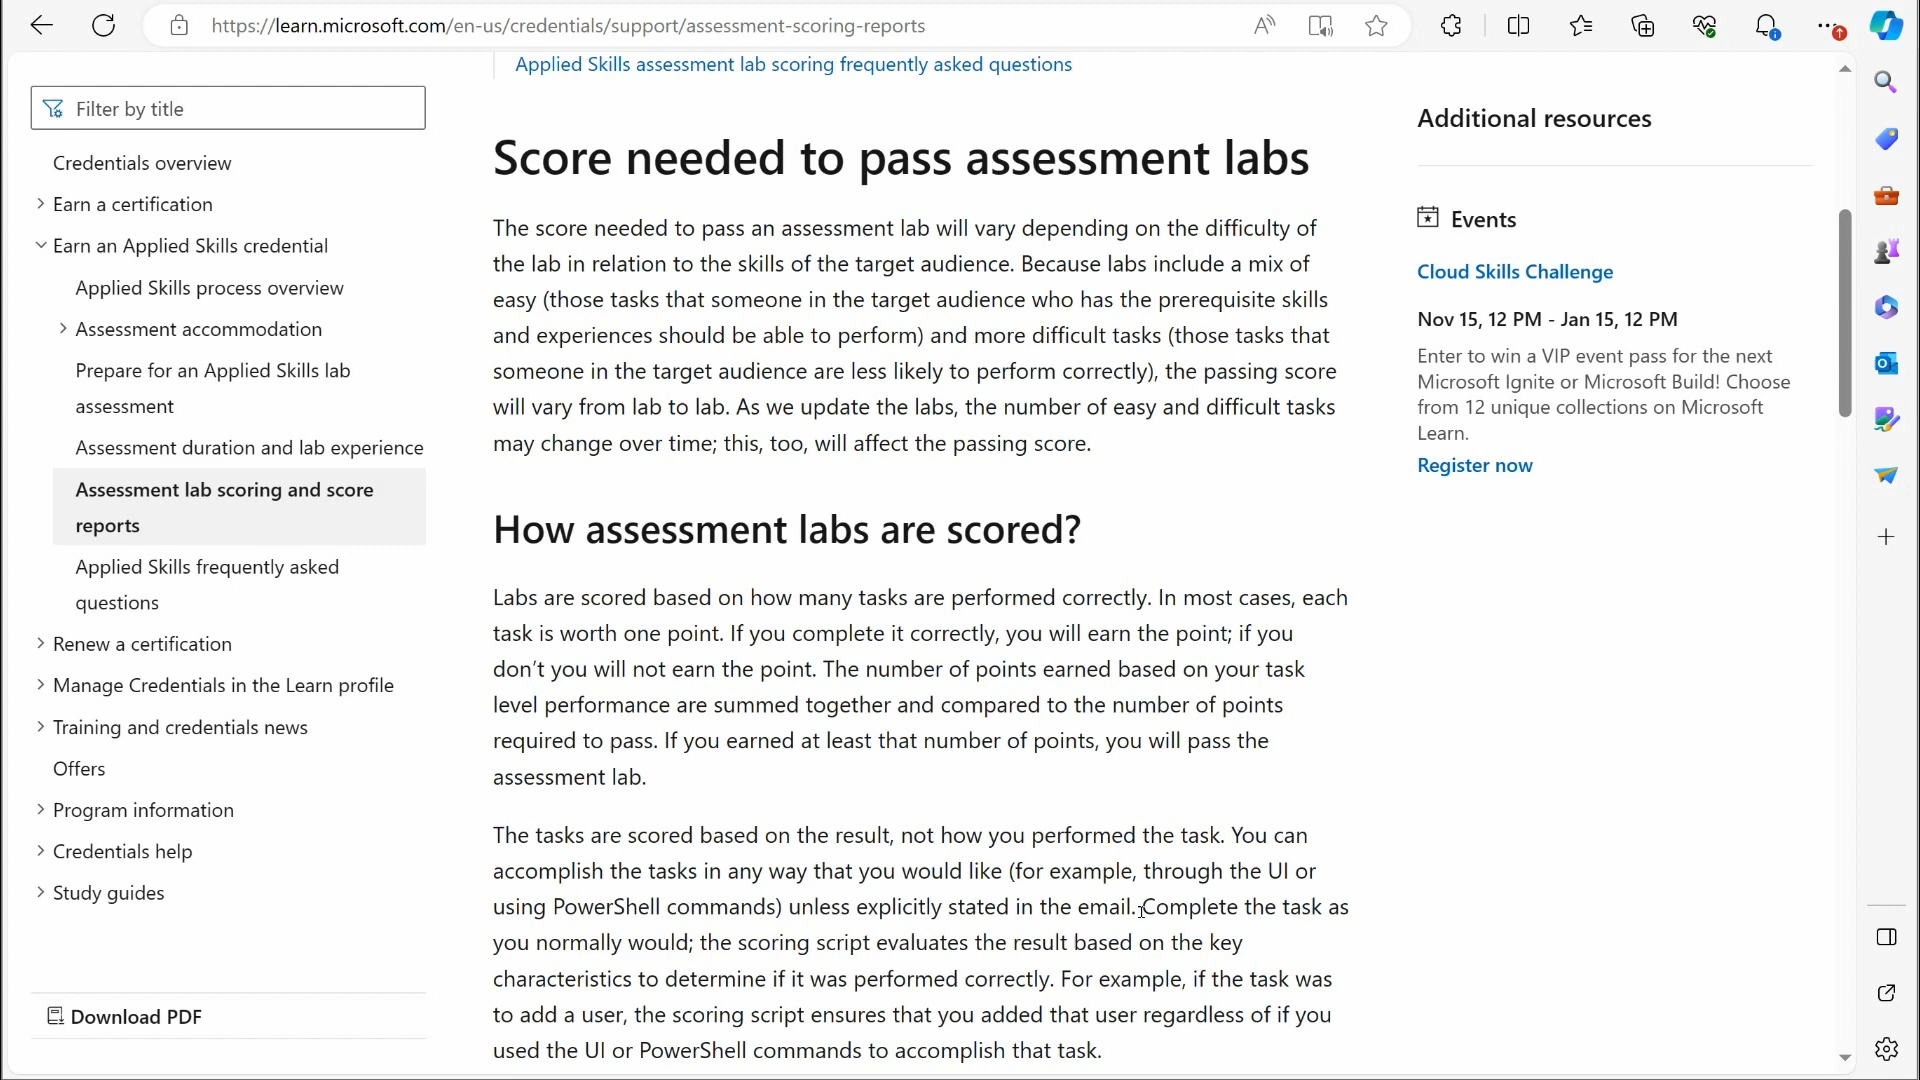 https://learn.microsoft.com/en-us/credentials/support/assessment-scoring-reports
Filter by title
Credentials overview
Earn a certification
Earn an Applied Skills credential
Applied Skills process overview
Assessment accommodation
Prepare for an Applied Skills lab
assessment
Assessment duration and lab experience
Assessment lab scoring and score
reports
Applied Skills frequently asked
questions
Renew a certification
Manage Credentials in the Learn profile
Training and credentials news
Offers
Program information
Credentials help
Study guides
Download PDF
Applied Skills assessment lab scoring frequently asked questions
Score needed to pass assessment labs
The score needed to pass an assessment lab will vary depending on the difficulty of
the lab in relation to the skills of the target audience. Because labs include a mix of
easy (those tasks that someone in the target audience who has the prerequisite skills
and experiences should be able to perform) and more difficult tasks (those tasks that
someone in the target audience are less likely to perform correctly), the passing score
will vary from lab to lab. As we update the labs, the number of easy and difficult tasks
may change over time; this, too, will affect the passing score.
How assessment labs are scored?
Labs are scored based on how many tasks are performed correctly. In most cases, each
task is worth one point. If you complete it correctly, you will earn the point; if you
don't you will not earn the point. The number of points earned based on your task
level performance are summed together and compared to the number of points
required to pass. If you earned at least that number of points, you will pass the
assessment lab.
The tasks are scored based on the result, not how you performed the task. You can
accomplish the tasks in any way that you would like (for example, through the UI or
using PowerShell commands) unless explicitly stated in the email. Complete the task as
you normally would; the scoring script evaluates the result based on the key
characteristics to determine if it was performed correctly. For example, if the task was
to add a user, the scoring script ensures that you added that user regardless of if you
used the UI or PowerShell commands to accomplish that task.
Additional resources
Events
Cloud Skills Challenge
Nov 15, 12 PM - Jan 15, 12 PM
Enter to win a VIP event pass for the next
Microsoft Ignite or Microsoft Build! Choose
from 12 unique collections on Microsoft
Learn.
Register now